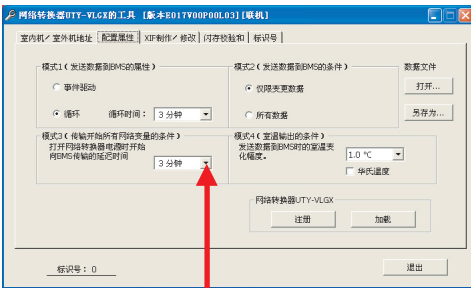 网络转换器UTY-VLGX的工具 [版本E017V00P00L03][联机]
室内机／室外机地址 配置属性 XIF制作／修改 闪存校验和 标识号
模式1（发送数据到BMS的属性）
事件驱动
循环 循环时间： 3 分钟
模式2（发送数据到BMS的条件）
仅限变更数据
所有数据
数据文件
打开...
另存为...
模式3（传输开始所有网络变量的条件）
打开网络转换器电源时开始
向BMS传输的延迟时间
3 分钟
模式4（室温输出的条件）
发送数据到BMS时的室温变
化幅度。
1.0 ℃
华氏温度
网络转换器UTY-VLGX
注册 加载
标识号： 0
退出